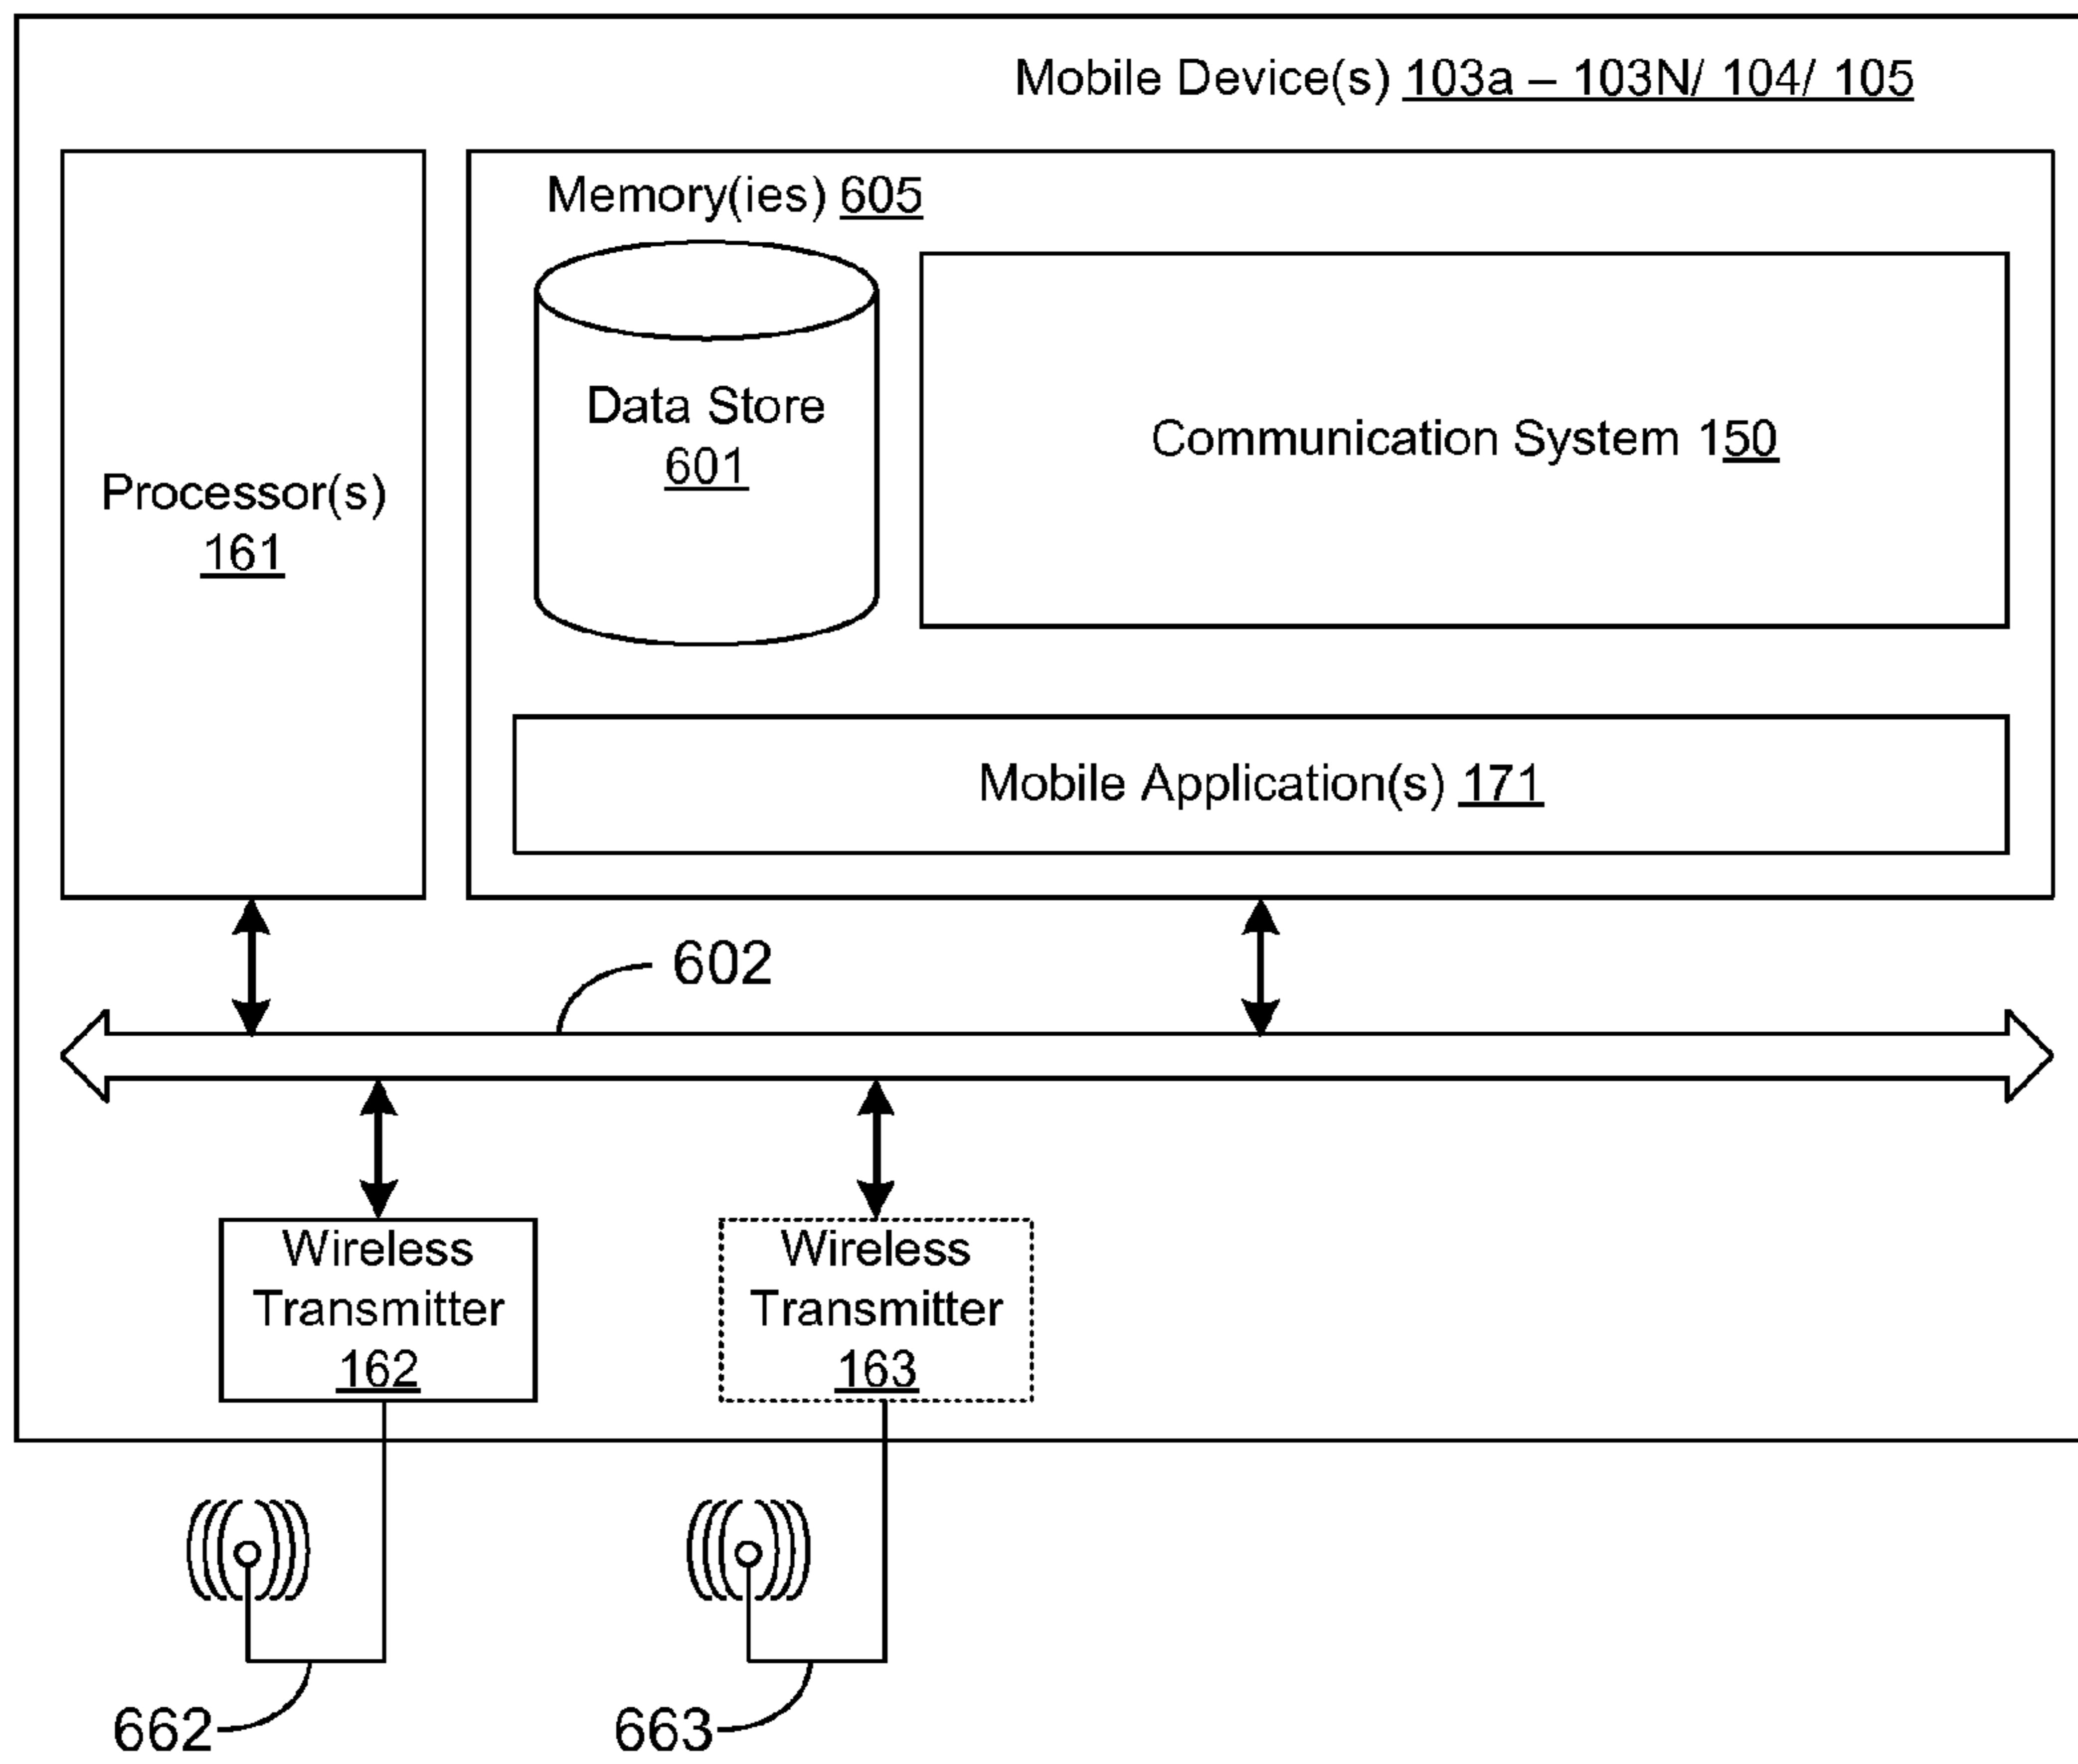 Mobile Device(s) 103a – 103N/ 104/ 105
Memory(ies) 605
Data Store
601
Communication System 150
Processor(s)
161
Mobile Application(s) 171
602
Wireless
Transmitter
162
Wireless
Transmitter
163
662
663